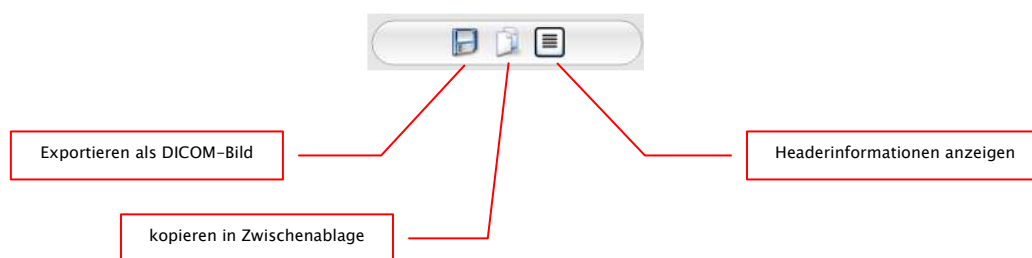 Exportieren als DICOM-Bild
Headerinformationen anzeigen
kopieren in Zwischenablage